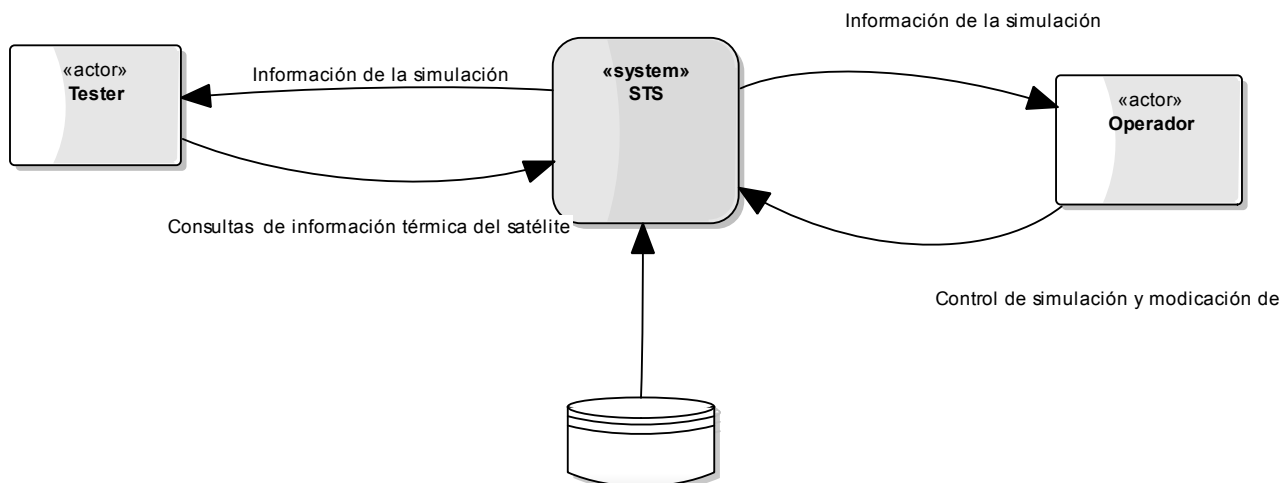 Información de la simulación
«actor»
Tester
Información de la simulación
«system»
STS
«actor»
Operador
Consultas de información térmica del satélite
Control de simulación y modicación de